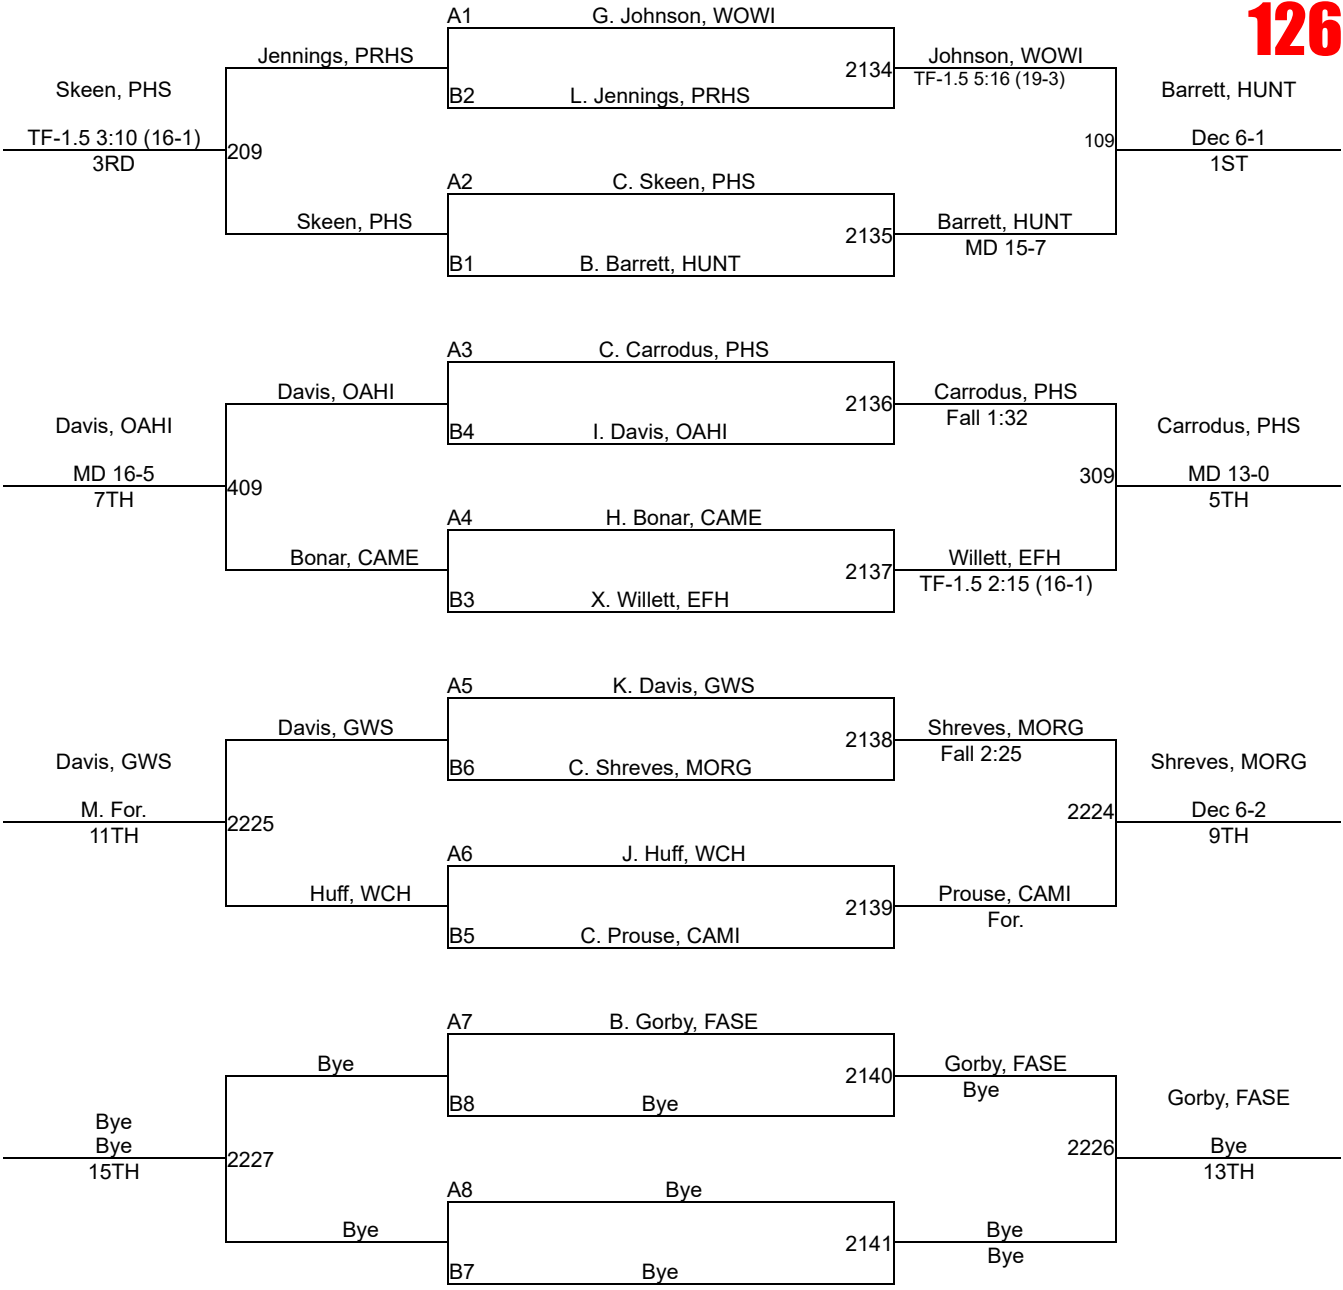 126
A1 G. Johnson, WOWI
Jennings, PRHS 2134 Johnson, WOWI
TF-1.5 5:16 (19-3)
Skeen, PHS B2 L. Jennings, PRHS Barrett, HUNT
TF-1.5 3:10 (16-1) 209 109 Dec 6-1
3RD 1ST
A2 C. Skeen, PHS
Skeen, PHS 2135 Barrett, HUNT
MD 15-7
B1 B. Barrett, HUNT
A3 C. Carrodus, PHS
Davis, OAHI 2136 Carrodus, PHS
Fall 1:32
Davis, OAHI B4 I. Davis, OAHI Carrodus, PHS
MD 16-5 409 309 MD 13-0
7TH 5TH
A4 H. Bonar, CAME
Bonar, CAME 2137 Willett, EFH
TF-1.5 2:15 (16-1)
B3 X. Willett, EFH
A5 K. Davis, GWS
Davis, GWS 2138 Shreves, MORG
Fall 2:25
Davis, GWS B6 C. Shreves, MORG Shreves, MORG
M. For. 2225 2224 Dec 6-2
11TH 9TH
A6 J. Huff, WCH
Huff, WCH 2139 Prouse, CAMI
For.
B5 C. Prouse, CAMI
A7 B. Gorby, FASE
Bye 2140 Gorby, FASE
Bye
B8 Bye Gorby, FASE
Bye
Bye 2227 2226 Bye
15TH 13TH
A8 Bye
Bye 2141 Bye
Bye
B7 Bye